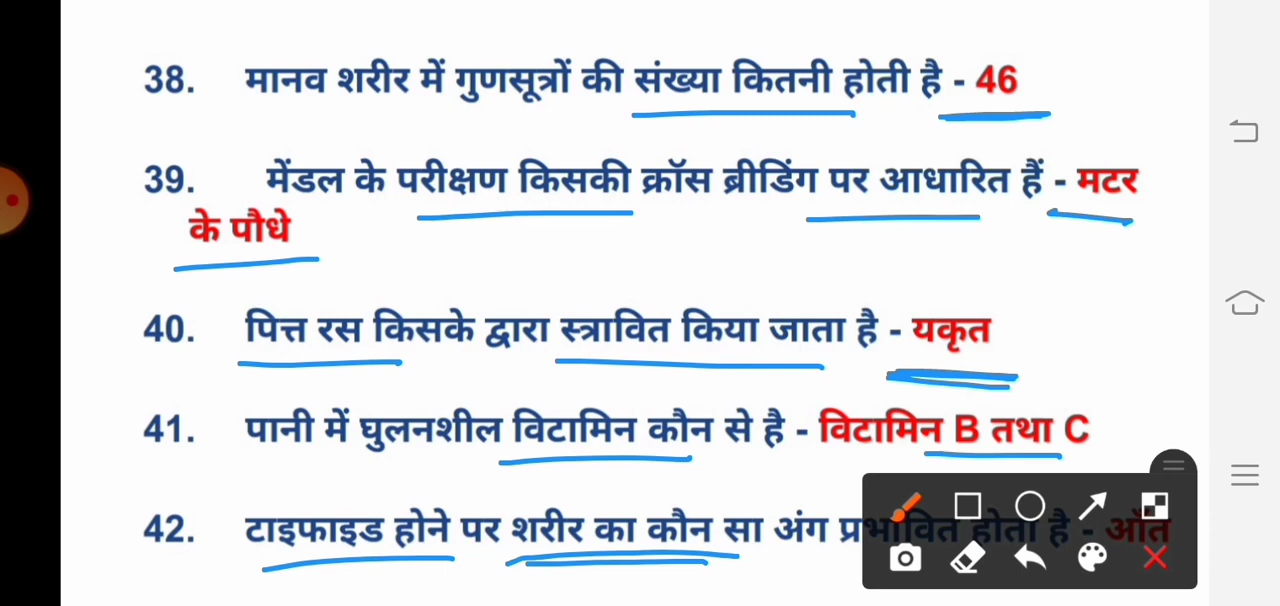 38. मानव शरीर में गुणसूत्रों की संख्या कितनी होती है - 46
39. मेंडल के परीक्षण किसकी क्रॉस ब्रीडिंग पर आधारित हैं - मटर
के पौधे
40. पित्त रस किसके द्वारा स्त्रावित किया जाता है - यकृत
41. पानी में घुलनशील विटामिन कौन से है - विटामिन B तथा C
42. टाइफाइड होने पर शरीर का कौन सा अंग प्रभावित होता है - आँत